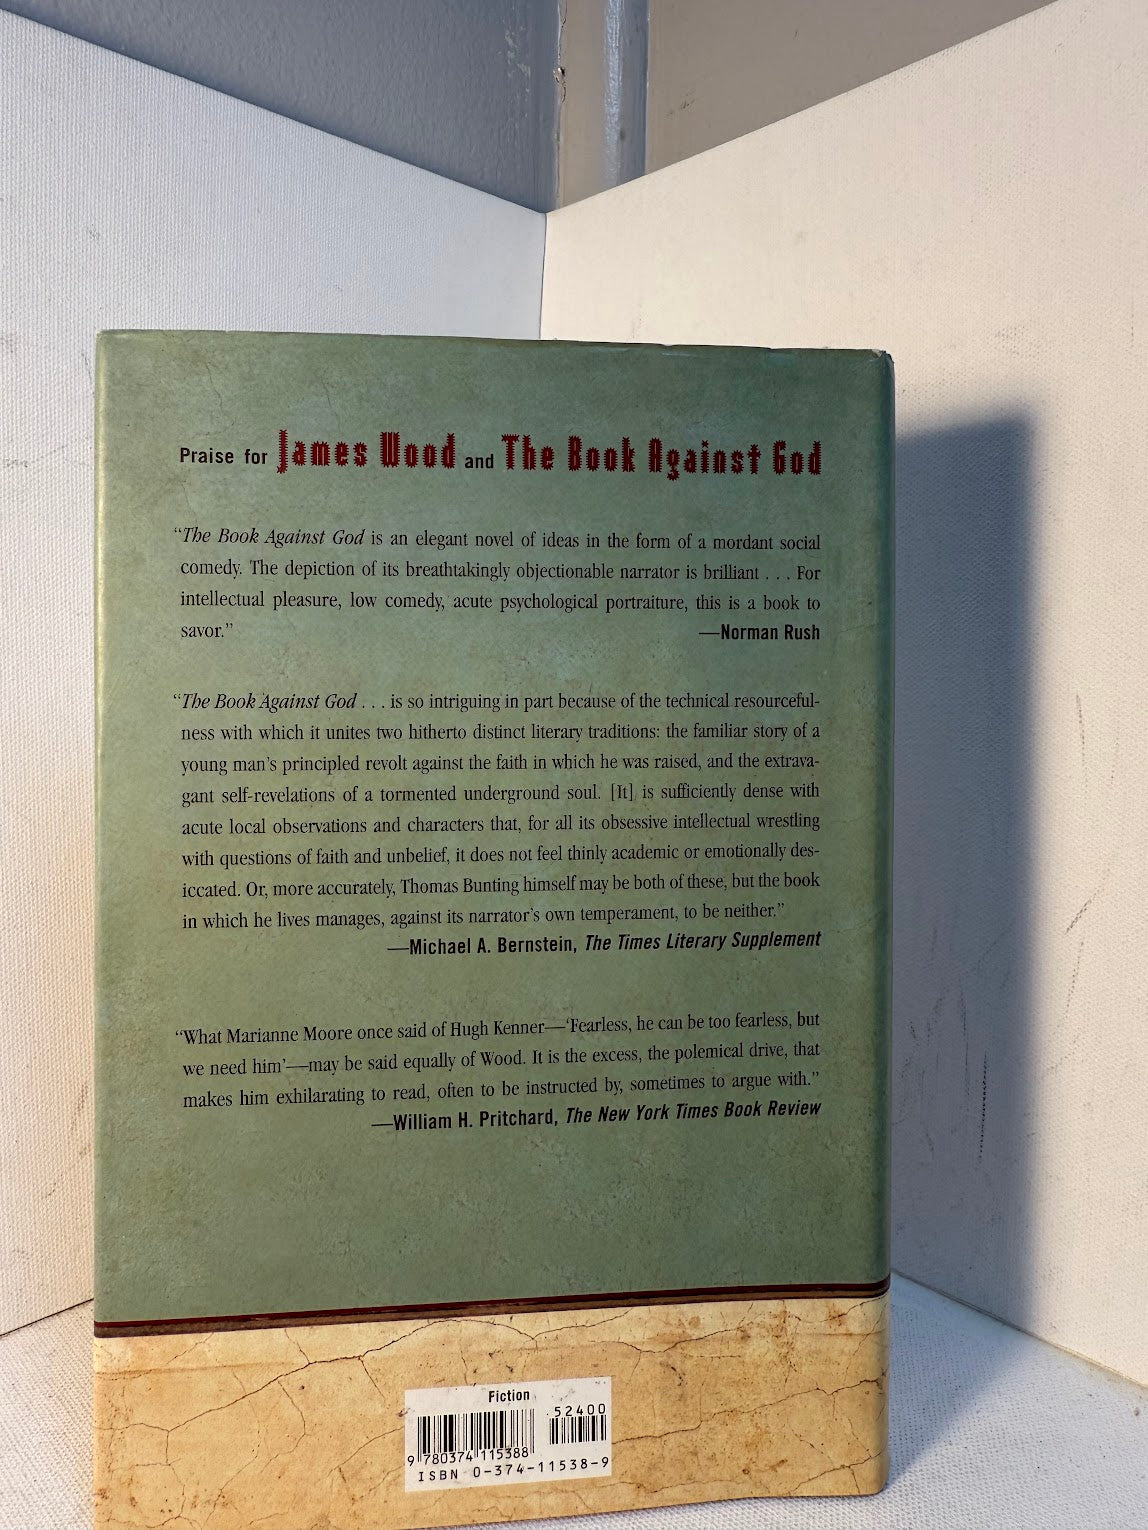 Praise for James Wood and The Book Against God
“The Book Against God is an elegant novel of ideas in the form of a mordant social
comedy. The depiction of its breathtakingly objectionable narrator is brilliant . . . For
intellectual pleasure, low comedy, acute psychological portraiture, this is a book to
savor.” —Norman Rush
“The Book Against God . . . is so intriguing in part because of the technical resourceful-
ness with which it unites two hitherto distinct literary traditions: the familiar story of a
young man’s principled revolt against the faith in which he was raised, and the extrava-
gant self-revelations of a tormented underground soul. [It] is sufficiently dense with
acute local observations and characters that, for all its obsessive intellectual wrestling
with questions of faith and unbelief, it does not feel thinly academic or emotionally des-
iccated. Or, more accurately, Thomas Bunting himself may be both of these, but the book
in which he lives manages, against its narrator’s own temperament, to be neither.”
—Michael A. Bernstein, The Times Literary Supplement
“What Marianne Moore once said of Hugh Kenner—‘Fearless, he can be too fearless, but
we need him’—may be said equally of Wood. It is the excess, the polemical drive, that
makes him exhilarating to read, often to be instructed by, sometimes to argue with.”
—William H. Pritchard, The New York Times Book Review
Fiction
52400
9 780374 115388
ISBN 0-374-11538-9